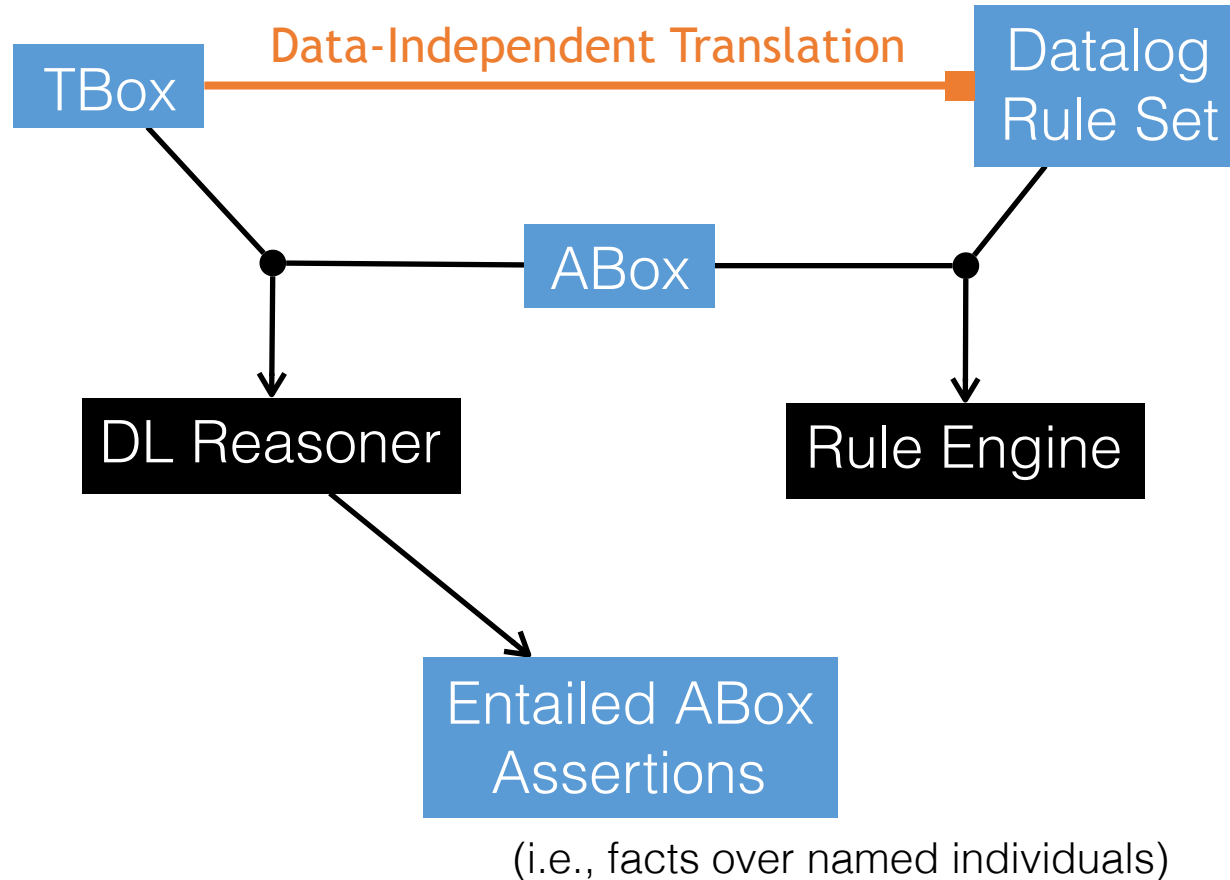 Data-Independent Translation
TBox
Datalog
Rule Set
ABox
DL Reasoner
Rule Engine
Entailed ABox
Assertions
(i.e., facts over named individuals)